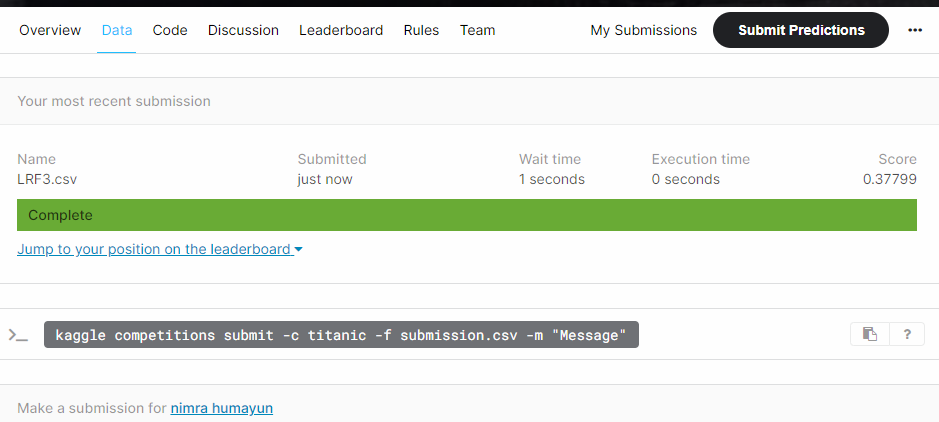 Overview Data Code Discussion Leaderboard Rules Team My Submissions Submit Predictions ...
Your most recent submission
Name Submitted Wait time Execution time Score
LRF3.csv just now 1 seconds 0 seconds 0.37799
Complete
Jump to your position on the leaderboard
>_ kaggle competitions submit -c titanic -f submission.csv -m "Message" ?
Make a submission for nimra humayun